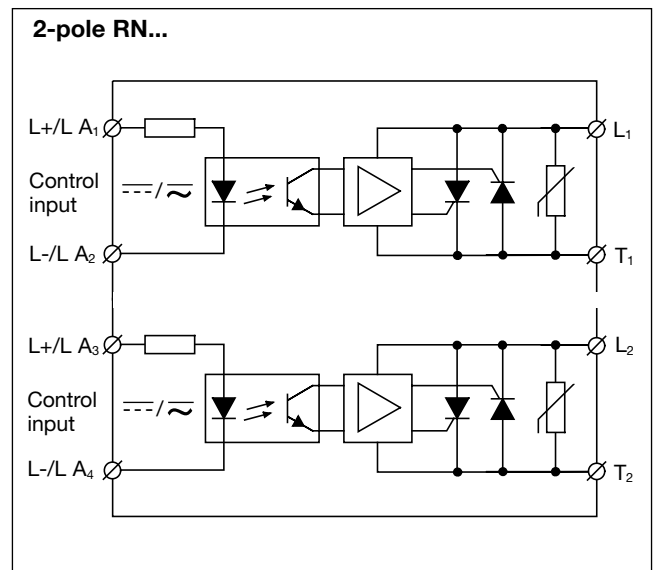 2-pole RN...
L+/L A₁
L₁
Control
input
L-/L A₂
T₁
L+/L A₃
L₂
Control
input
L-/L A₄
T₂